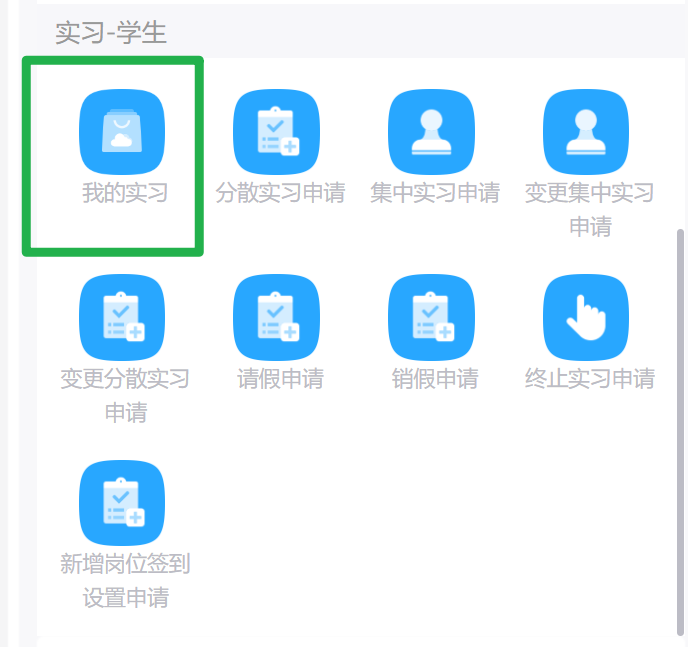 实习-学生
我的实习
分散实习申请
集中实习申请
变更集中实习
申请
变更分散实习
申请
请假申请
销假申请
终止实习申请
新增岗位签到
设置申请